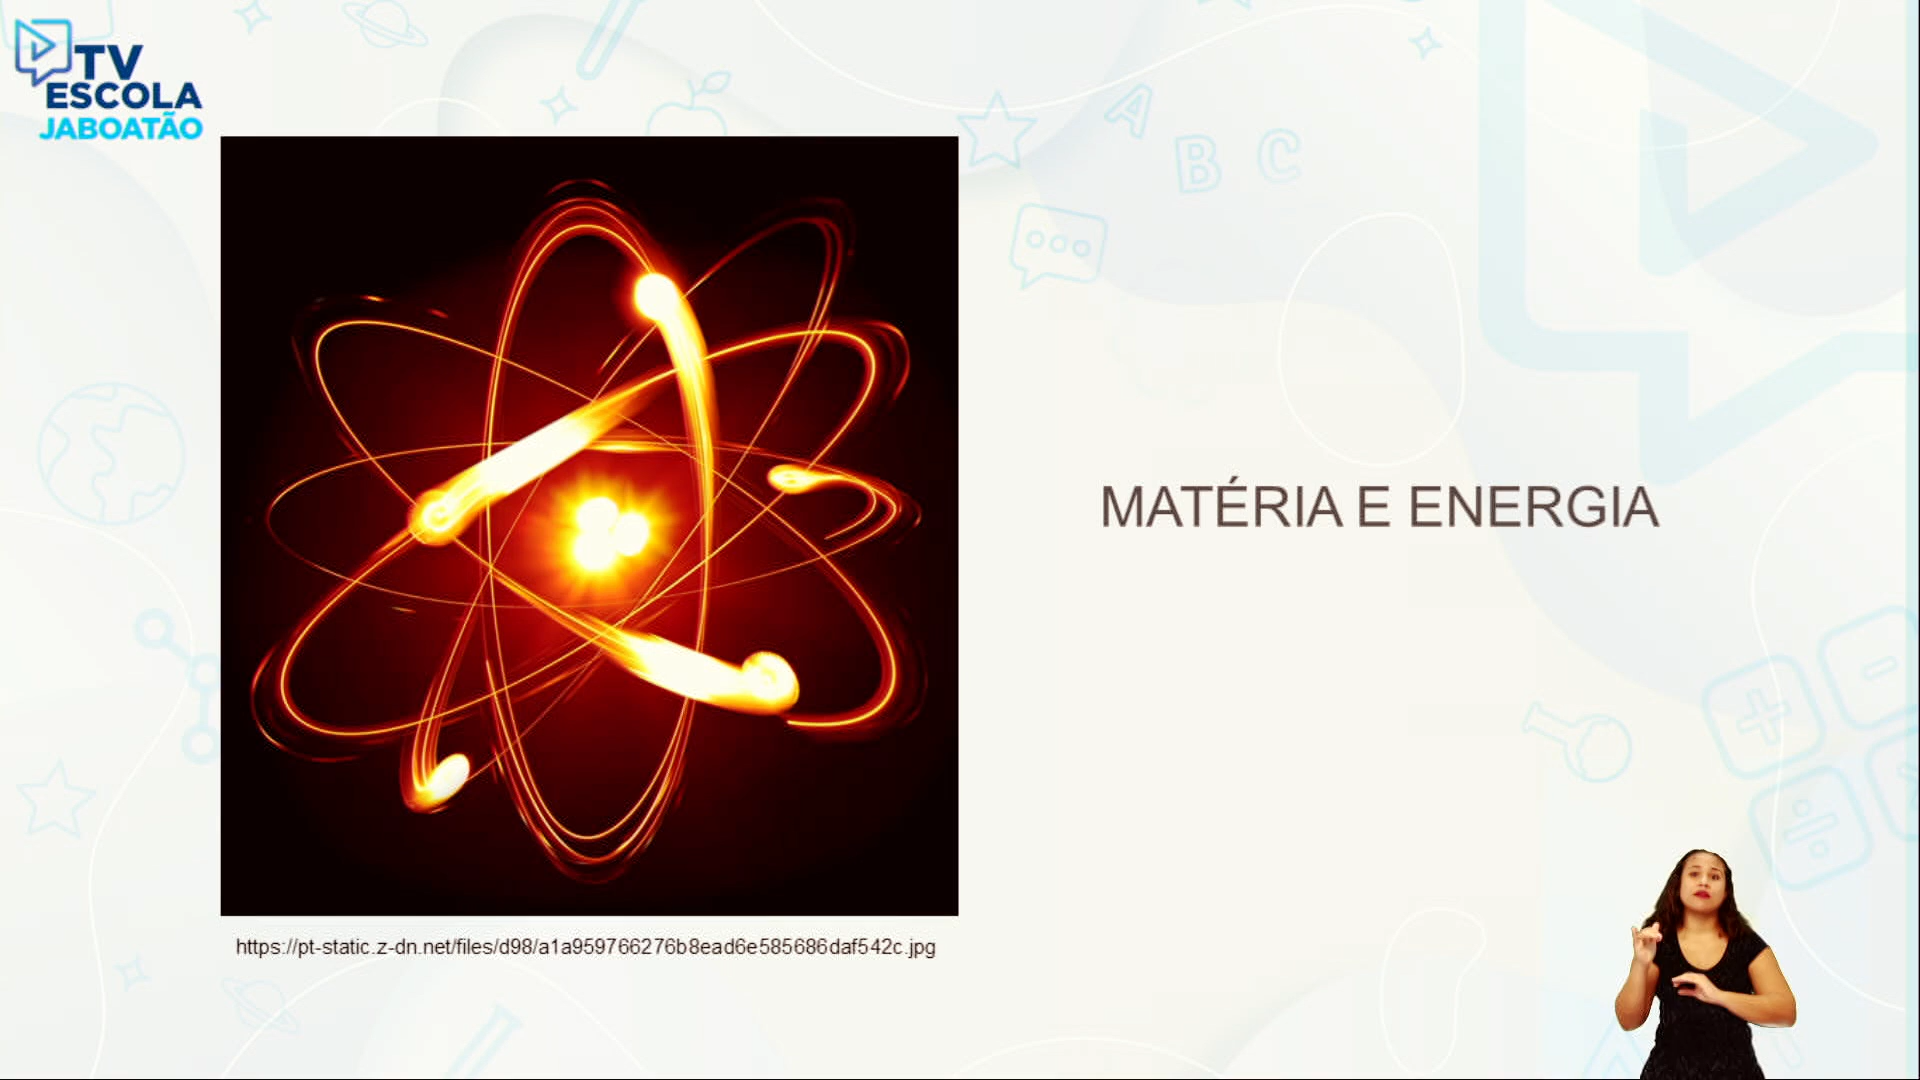 TV
ESCOLA
JABOATÃO
A
B C
MATÉRIA E ENERGIA
https://pt-static.z-dn.net/files/d98/a1a959766276b8ead6e585686daf542c.jpg